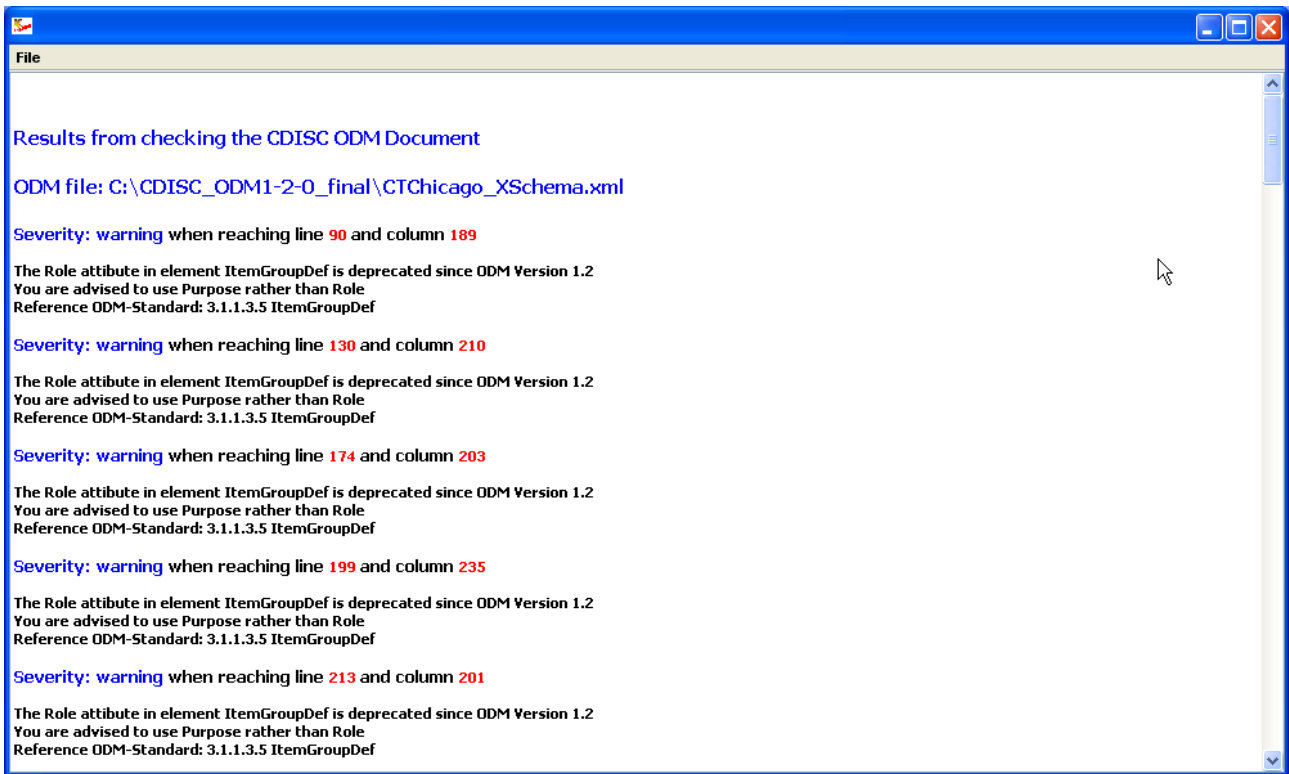 File
Results from checking the CDISC ODM Document
ODM file: C:\CDISC_ODM1-2-0_final\CTChicago_XSchema.xml
Severity: warning when reaching line 90 and column 189
The Role attibute in element ItemGroupDef is deprecated since ODM Version 1.2
You are advised to use Purpose rather than Role
Reference ODM-Standard: 3.1.1.3.5 ItemGroupDef
Severity: warning when reaching line 130 and column 210
The Role attibute in element ItemGroupDef is deprecated since ODM Version 1.2
You are advised to use Purpose rather than Role
Reference ODM-Standard: 3.1.1.3.5 ItemGroupDef
Severity: warning when reaching line 174 and column 203
The Role attibute in element ItemGroupDef is deprecated since ODM Version 1.2
You are advised to use Purpose rather than Role
Reference ODM-Standard: 3.1.1.3.5 ItemGroupDef
Severity: warning when reaching line 199 and column 235
The Role attibute in element ItemGroupDef is deprecated since ODM Version 1.2
You are advised to use Purpose rather than Role
Reference ODM-Standard: 3.1.1.3.5 ItemGroupDef
Severity: warning when reaching line 213 and column 201
The Role attibute in element ItemGroupDef is deprecated since ODM Version 1.2
You are advised to use Purpose rather than Role
Reference ODM-Standard: 3.1.1.3.5 ItemGroupDef